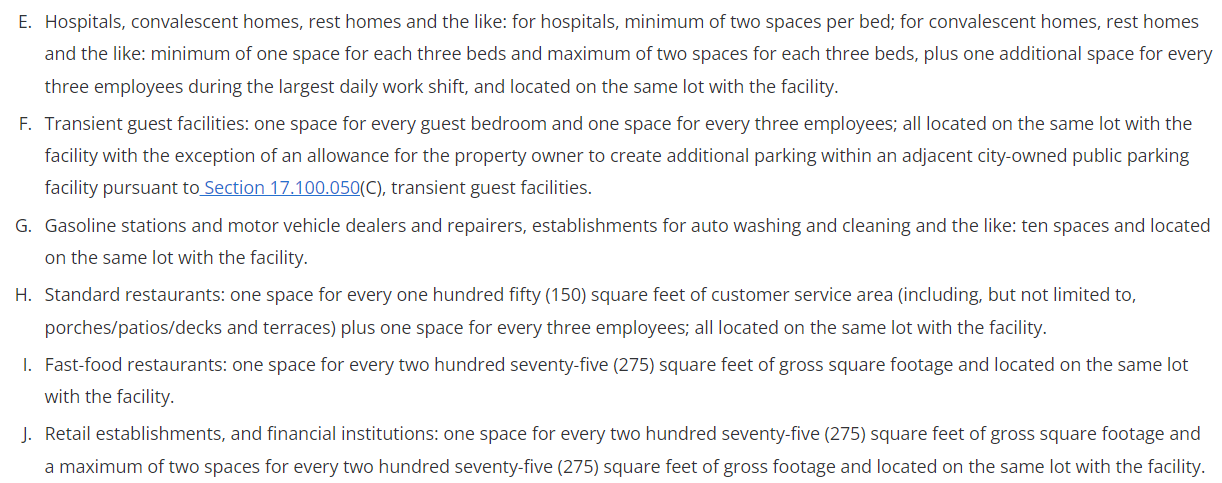 E. Hospitals, convalescent homes, rest homes and the like: for hospitals, minimum of two spaces per bed; for convalescent homes, rest homes
and the like: minimum of one space for each three beds and maximum of two spaces for each three beds, plus one additional space for every
three employees during the largest daily work shift, and located on the same lot with the facility.
F. Transient guest facilities: one space for every guest bedroom and one space for every three employees; all located on the same lot with the
facility with the exception of an allowance for the property owner to create additional parking within an adjacent city-owned public parking
facility pursuant to Section 17.100.050(C), transient guest facilities.
G. Gasoline stations and motor vehicle dealers and repairers, establishments for auto washing and cleaning and the like: ten spaces and located
on the same lot with the facility.
H. Standard restaurants: one space for every one hundred fifty (150) square feet of customer service area (including, but not limited to,
porches/patios/decks and terraces) plus one space for every three employees; all located on the same lot with the facility.
I. Fast-food restaurants: one space for every two hundred seventy-five (275) square feet of gross square footage and located on the same lot
with the facility.
J. Retail establishments, and financial institutions: one space for every two hundred seventy-five (275) square feet of gross square footage and
a maximum of two spaces for every two hundred seventy-five (275) square feet of gross footage and located on the same lot with the facility.